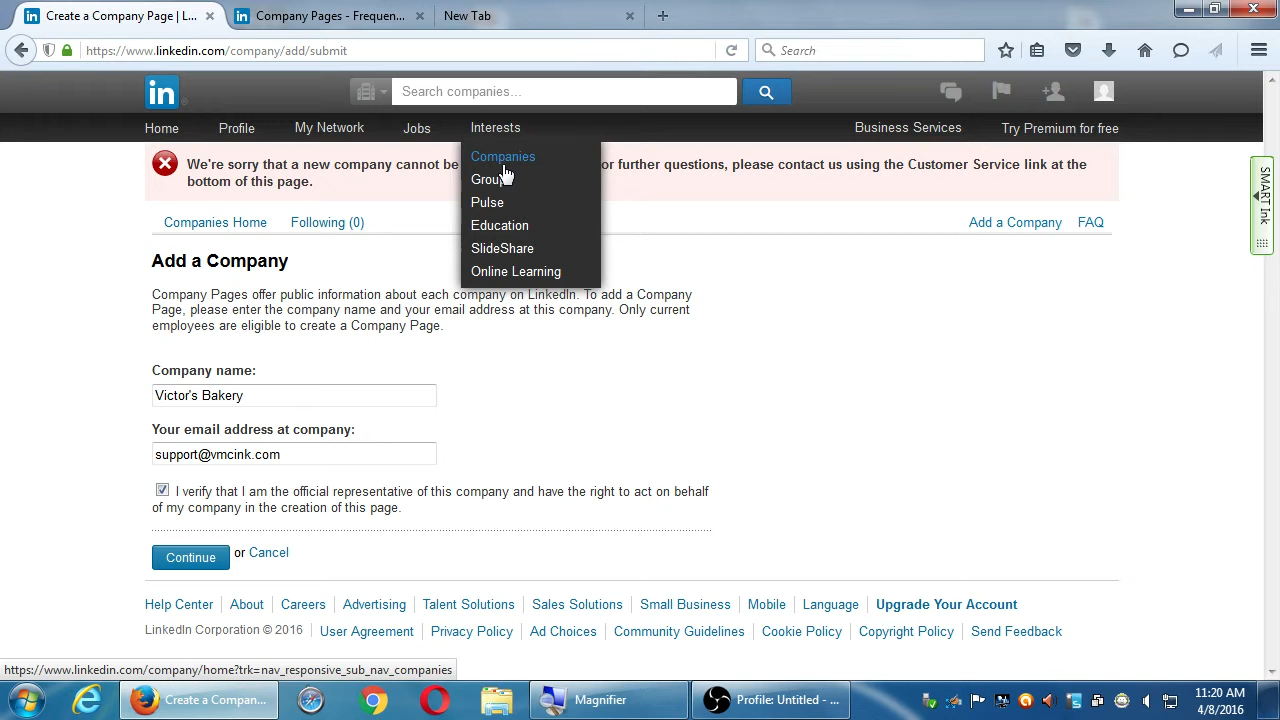 Create a Company Page | L...
Company Pages - Frequen...
New Tab
https://www.linkedin.com/company/add/submit
Search
in
Search companies...
Home
Profile
My Network
Jobs
Interests
Business Services
Try Premium for free
We're sorry that a new company cannot be
or further questions, please contact us using the Customer Service link at the
bottom of this page.
Companies
Pulse
Education
SlideShare
Online Learning
SMART Ink
Companies Home
Following (0)
Add a Company
FAQ
Add a Company
Company Pages offer public information about each company on LinkedIn. To add a Company
Page, please enter the company name and your email address at this company. Only current
employees are eligible to create a Company Page.
Company name:
Victor's Bakery
Your email address at company:
support@vmcink.com
I verify that I am the official representative of this company and have the right to act on behalf
of my company in the creation of this page.
Continue
or Cancel
Help Center
About
Careers
Advertising
Talent Solutions
Sales Solutions
Small Business
Mobile
Language
Upgrade Your Account
LinkedIn Corporation © 2016
User Agreement
Privacy Policy
Ad Choices
Community Guidelines
Cookie Policy
Copyright Policy
Send Feedback
https://www.linkedin.com/company/home?trk=nav_responsive_sub_nav_companies
Create a Compan...
Magnifier
Profile: Untitled - ...
11:20 AM
4/8/2016